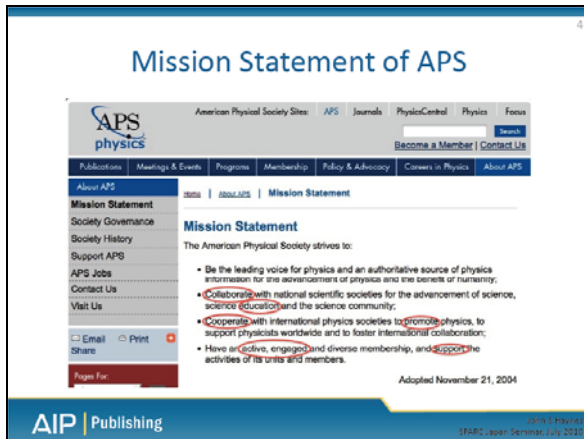 4
Mission Statement of APS
APS
physics
American Physical Society Sites: APS Journals PhysicsCentral Physics Focus
Search
Become a Member | Contact Us
Publications Meetings & Events Programs Membership Policy & Advocacy Careers in Physics About APS
About APS
Mission Statement
Society Governance
Society History
Support APS
APS Jobs
Contact Us
Visit Us
Email Print
Share
Pages For:
Home | About APS | Mission Statement
Mission Statement
The American Physical Society strives to:
• Be the leading voice for physics and an authoritative source of physics
information for the advancement of physics and the benefit of humanity;
• Collaborate with national scientific societies for the advancement of science,
science education and the science community;
• Cooperate with international physics societies to promote physics, to
support physicists worldwide and to foster international collaboration;
• Have an active, engaged and diverse membership, and support the
activities of its units and members.
Adopted November 21, 2004
AIP | Publishing
John S Haynes
SPARC Japan Seminar, July 2010